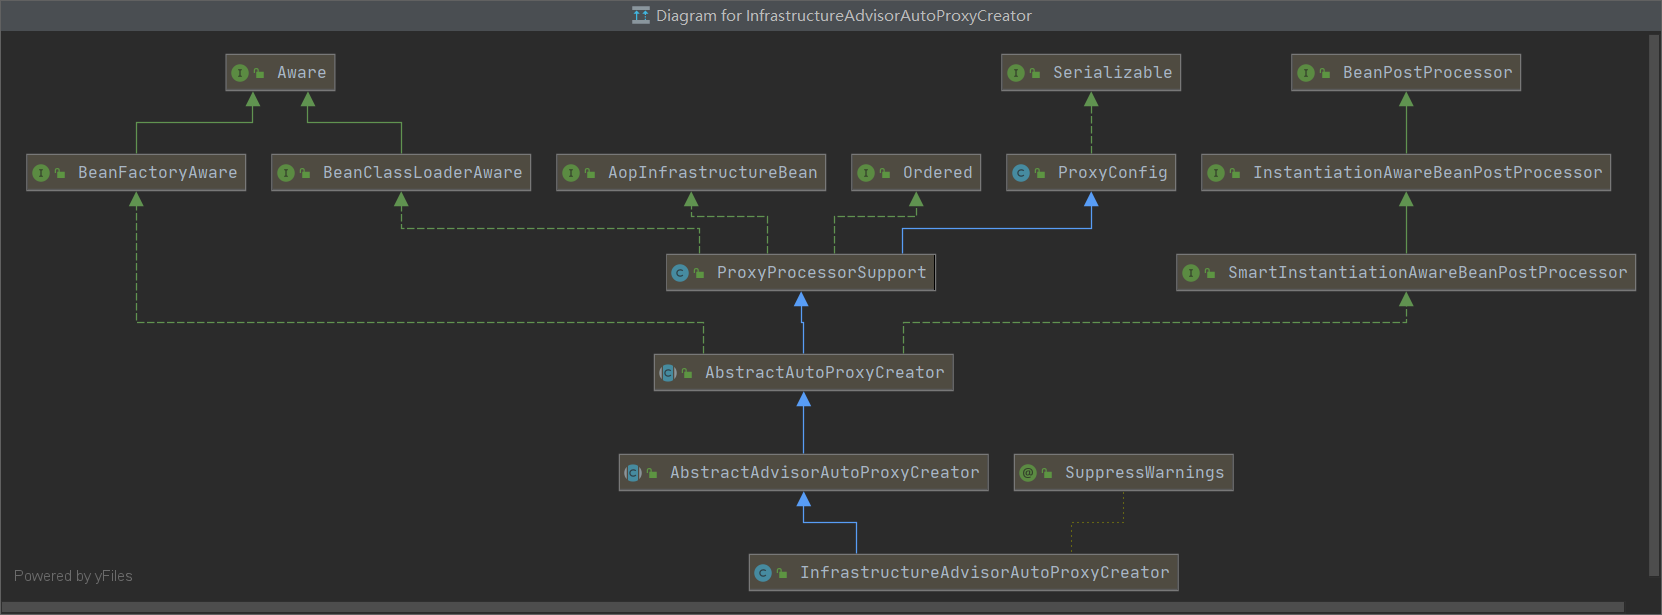 Diagram for InfrastructureAdvisorAutoProxyCreator
Aware
Serializable
BeanPostProcessor
BeanFactoryAware
BeanClassLoaderAware
AopInfrastructureBean
Ordered
ProxyConfig
InstantiationAwareBeanPostProcessor
ProxyProcessorSupport
SmartInstantiationAwareBeanPostProcessor
AbstractAutoProxyCreator
AbstractAdvisorAutoProxyCreator
SuppressWarnings
InfrastructureAdvisorAutoProxyCreator
Powered by yFiles